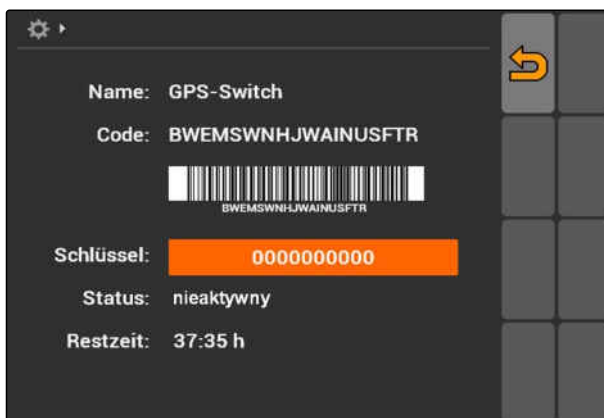 Name: GPS-Switch
Code: BWEMSWNHJWAINUSFTR
BWEMSWNHJWAINUSFTR
Schlüssel: 0000000000
Status: nieaktywny
Restzeit: 37:35 h